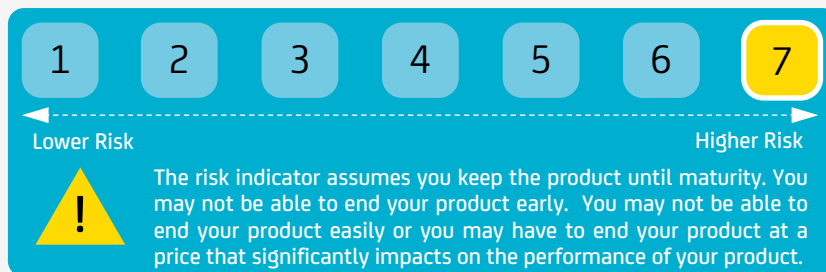 1 2 3 4 5 6 7
Lower Risk Higher Risk
! The risk indicator assumes you keep the product until maturity. You
may not be able to end your product early. You may not be able to
end your product easily or you may have to end your product at a
price that significantly impacts on the performance of your product.